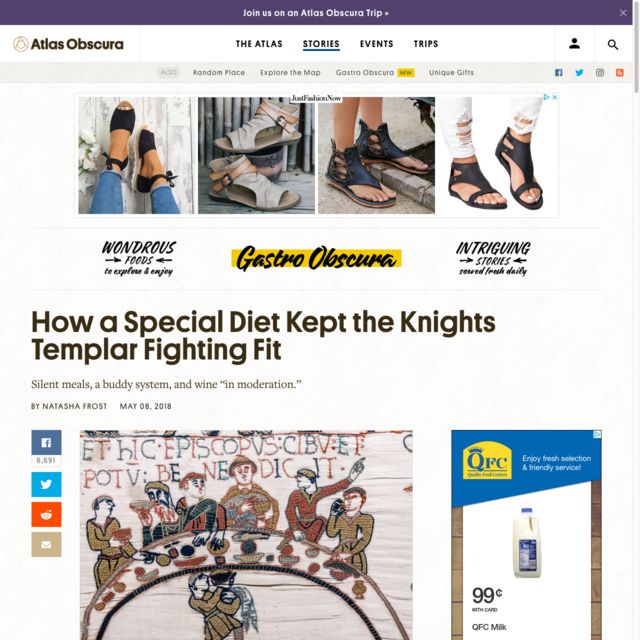 Join us on an Atlas Obscura Trip »
Atlas Obscura
THE ATLAS
STORIES
EVENTS
TRIPS
ALSO
Random Place
Explore the Map
Gastro Obscura NEW
Unique Gifts
JustFashionNow
WONDROUS
FOODS
to explore & enjoy
Gastro Obscura
INTRIGUING
STORIES
served fresh daily
How a Special Diet Kept the Knights
Templar Fighting Fit
Silent meals, a buddy system, and wine “in moderation.”
BY NATASHA FROST
MAY 08, 2018
6,691
ET hIC·EPISCOPVS:CIBV:ET·
POTV: BENEDICIT·
QFC
Quality Food Centers
Enjoy fresh selection
& friendly service!
99¢
WITH CARD
QFC Milk